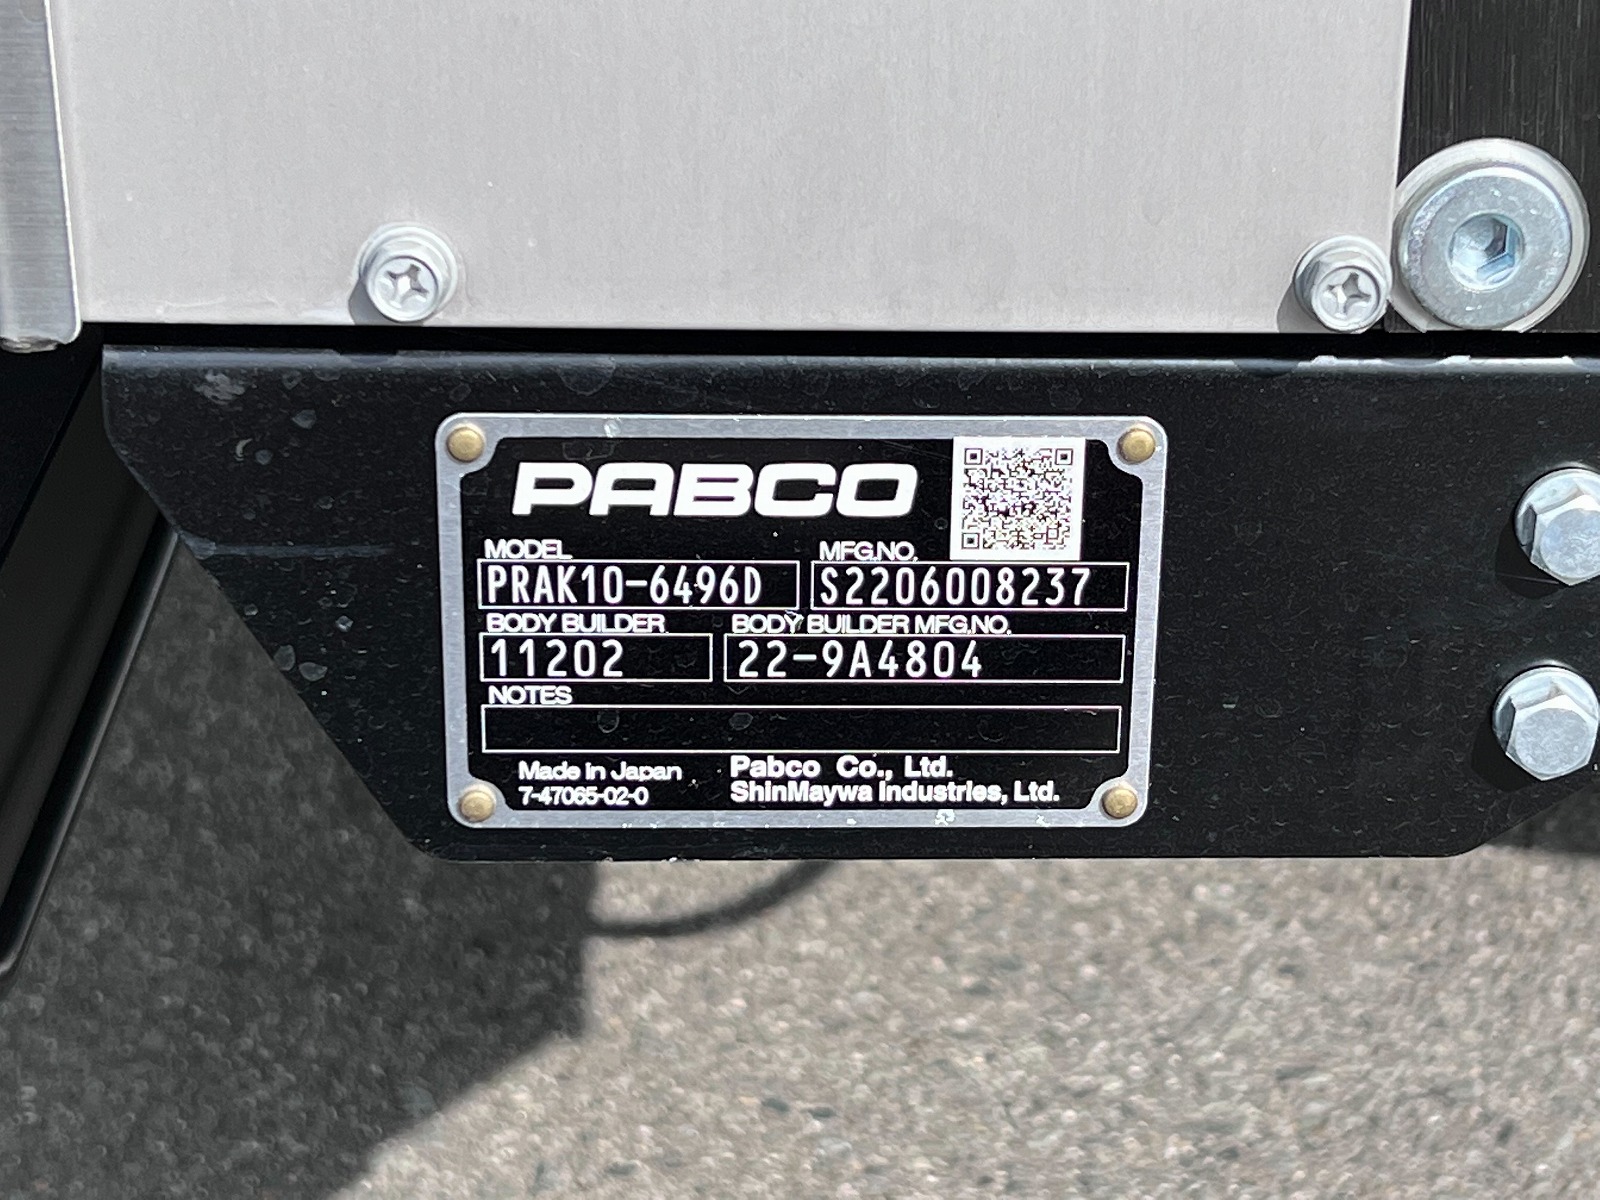 PABCO
MODEL MFG.NO.
PRAK10-6496D S2206008237
BODY BUILDER BODY BUILDER MFG.NO.
11202 22-9A4804
NOTES
Made in Japan Pabco Co., Ltd.
7-47065-02-0 ShinMaywa Industries, Ltd.